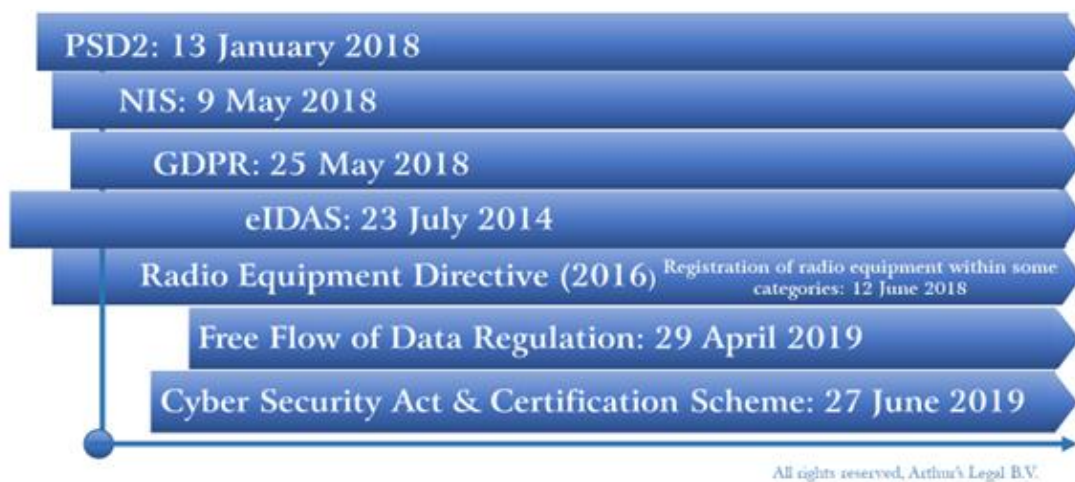 PSD2: 13 January 2018
NIS: 9 May 2018
GDPR: 25 May 2018
eIDAS: 23 July 2014
Radio Equipment Directive (2016) Registration of radio equipment within some
categories: 12 June 2018
Free Flow of Data Regulation: 29 April 2019
Cyber Security Act & Certification Scheme: 27 June 2019
All rights reserved, Arthur's Legal B.V.